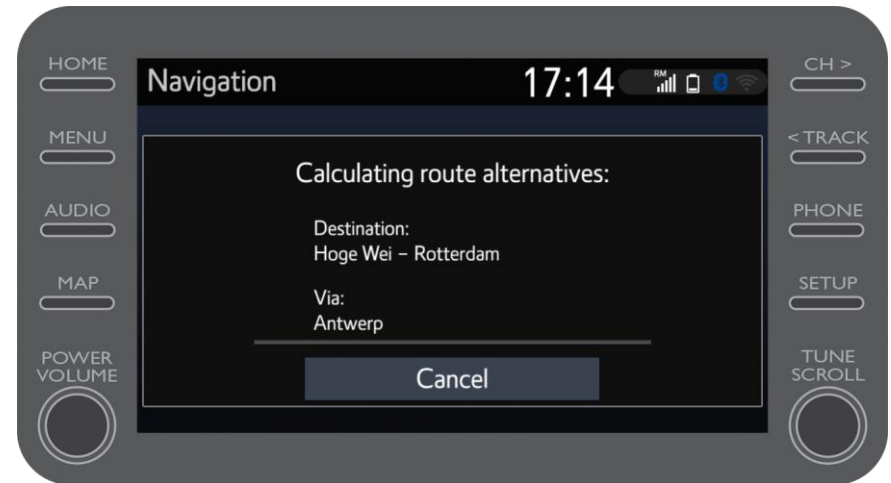 HOME
MENU
AUDIO
MAP
POWER
VOLUME
Navigation
17:14
RM
Calculating route alternatives:
Destination:
Hoge Wei – Rotterdam
Via:
Antwerp
Cancel
CH >
< TRACK
PHONE
SETUP
TUNE
SCROLL